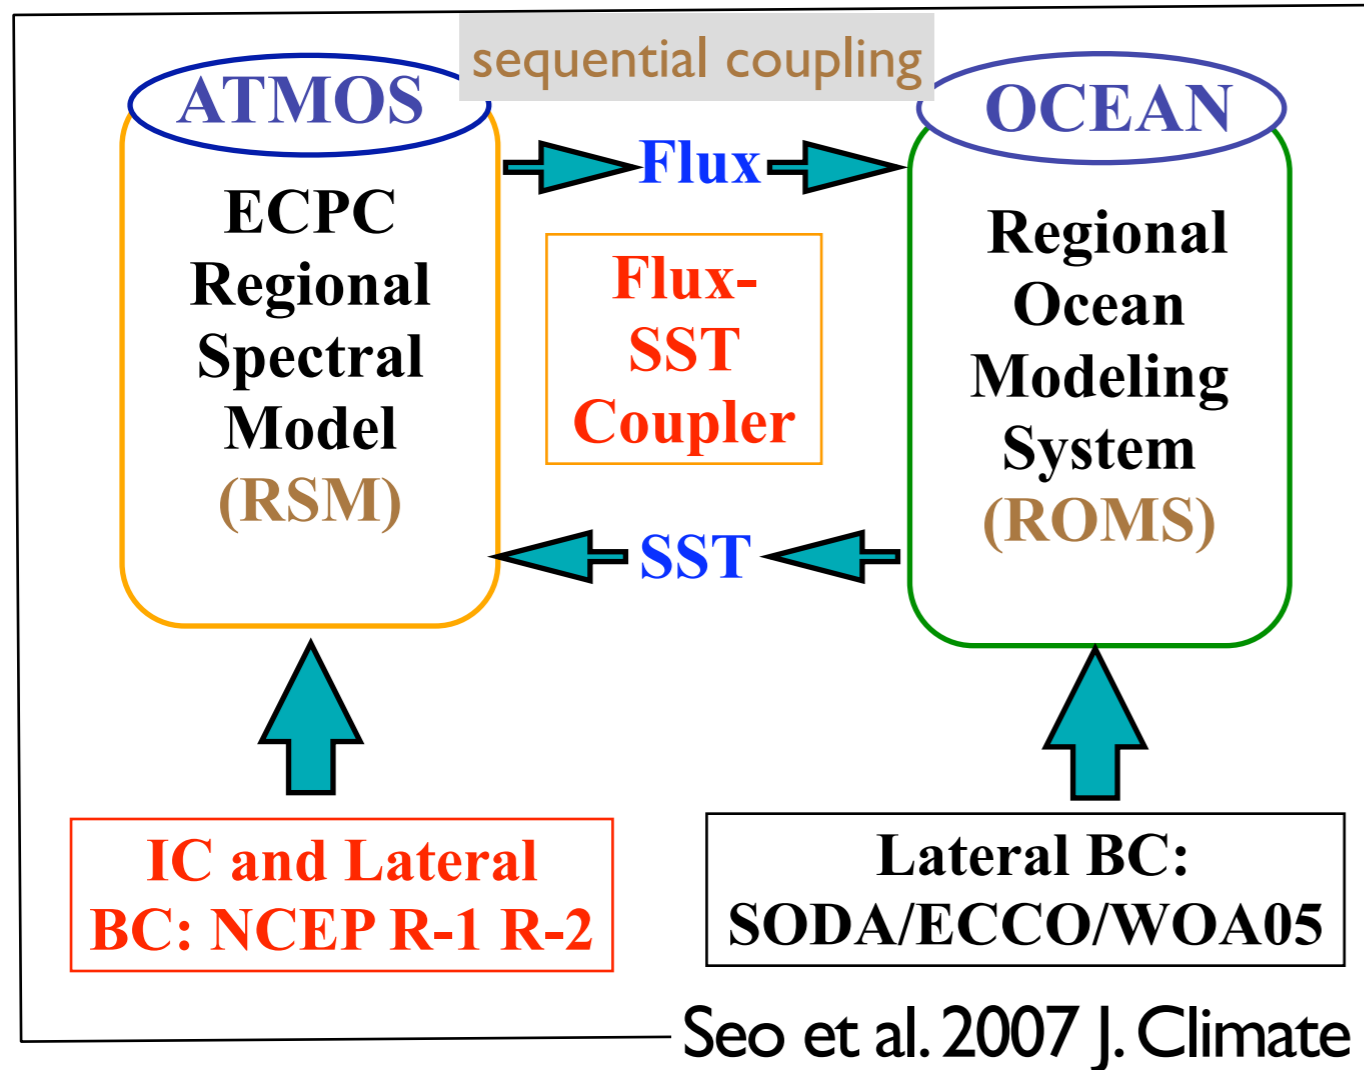 sequential coupling
ATMOS
OCEAN
Flux
ECPC
Regional
Spectral
Model
(RSM)
Flux-
SST
Coupler
Regional
Ocean
Modeling
System
(ROMS)
SST
IC and Lateral
BC: NCEP R-1 R-2
Lateral BC:
SODA/ECCO/WOA05
Seo et al. 2007 J. Climate